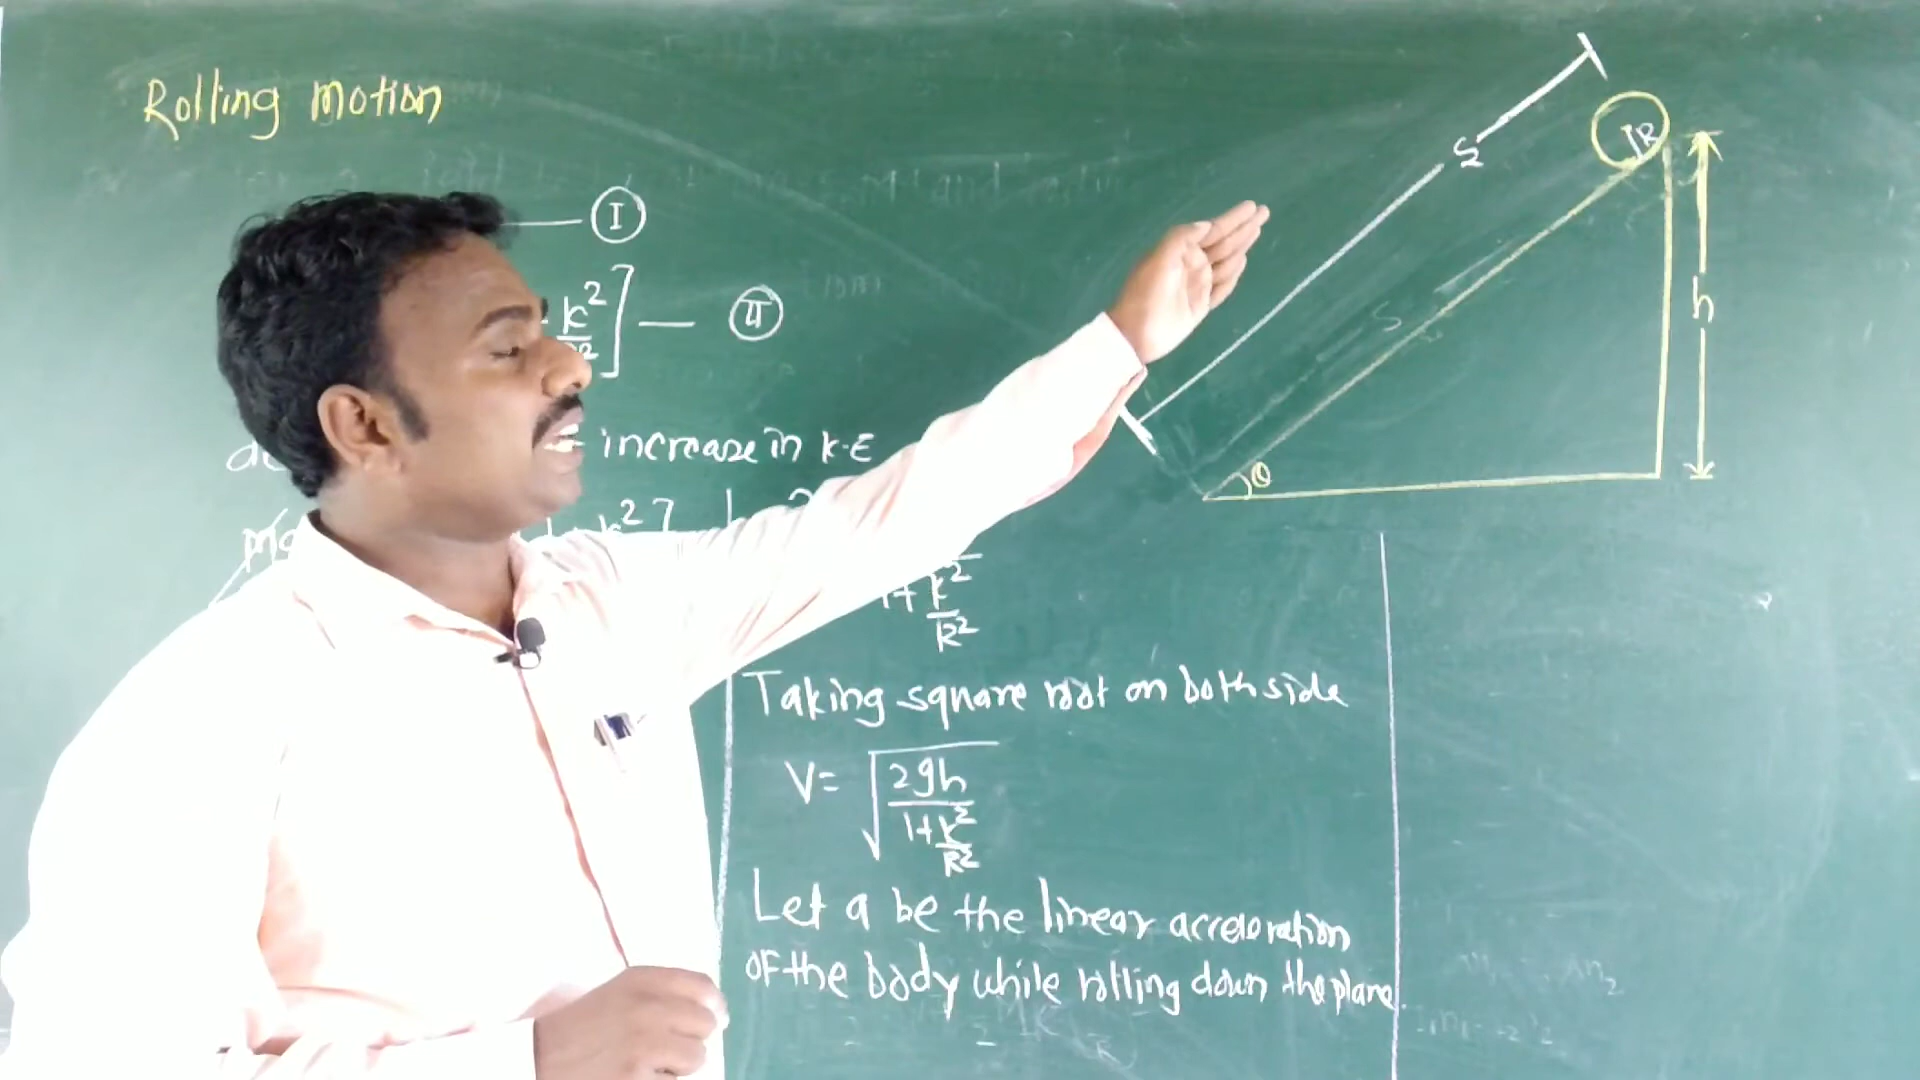 Rolling motion
I
k²
] — II
increase in K.E
k² ]
1+ k²
R²
Taking square root on both side
V= √ 2gh
1+ k²
R²
Let a be the linear acceleration
of the body while rolling down the plane.
S
R
h
S
θ